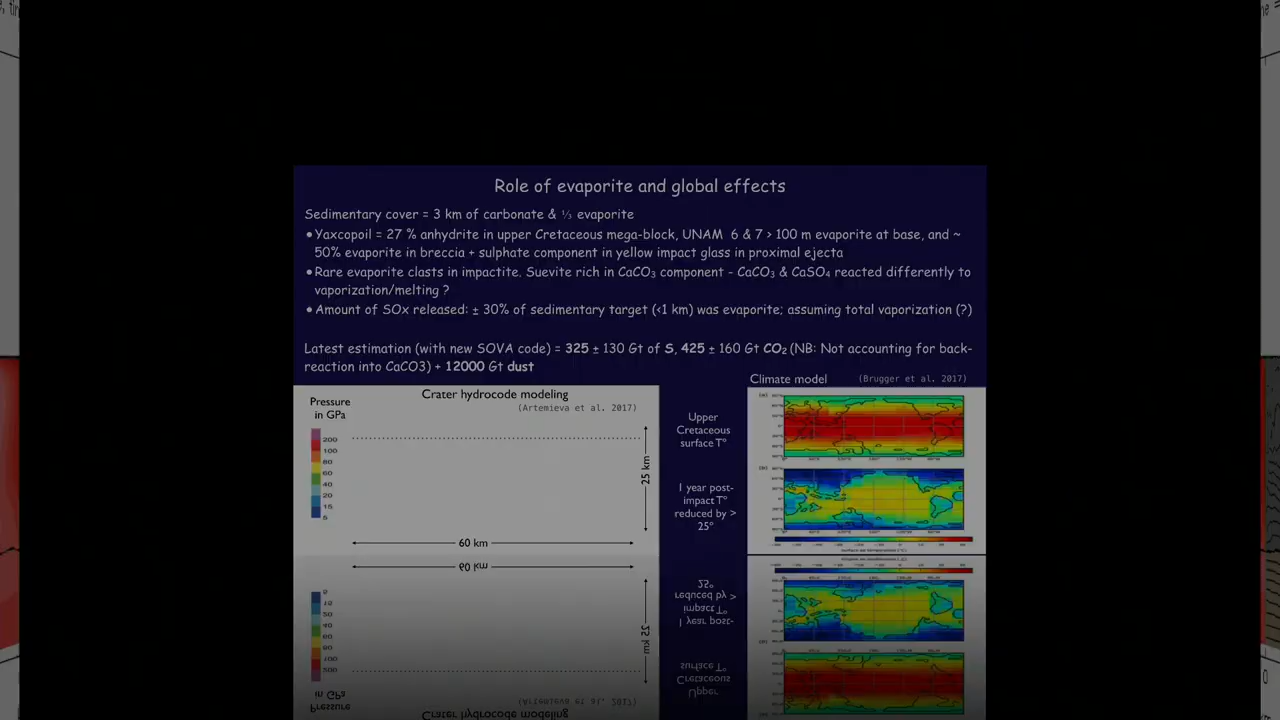 Role of evaporite and global effects
Sedimentary cover = 3 km of carbonate & ⅓ evaporite
•Yaxcopoil = 27 % anhydrite in upper Cretaceous mega-block, UNAM 6 & 7 > 100 m evaporite at base, and ~
50% evaporite in breccia + sulphate component in yellow impact glass in proximal ejecta
•Rare evaporite clasts in impactite. Suevite rich in CaCO₃ component - CaCO₃ & CaSO₄ reacted differently to
vaporization/melting ?
•Amount of SOx released: ± 30% of sedimentary target (<1 km) was evaporite; assuming total vaporization (?)
Latest estimation (with new SOVA code) = 325 ± 130 Gt of S, 425 ± 160 Gt CO₂ (NB: Not accounting for back-
reaction into CaCO3) + 12000 Gt dust
Crater hydrocode modeling
(Artemieva et al. 2017)
Pressure
in GPa
200
100
80
60
40
20
15
5
25 km
60 km
Climate model
(Brugger et al. 2017)
Upper
Cretaceous
surface T°
1 year post-
impact T°
reduced by >
25°